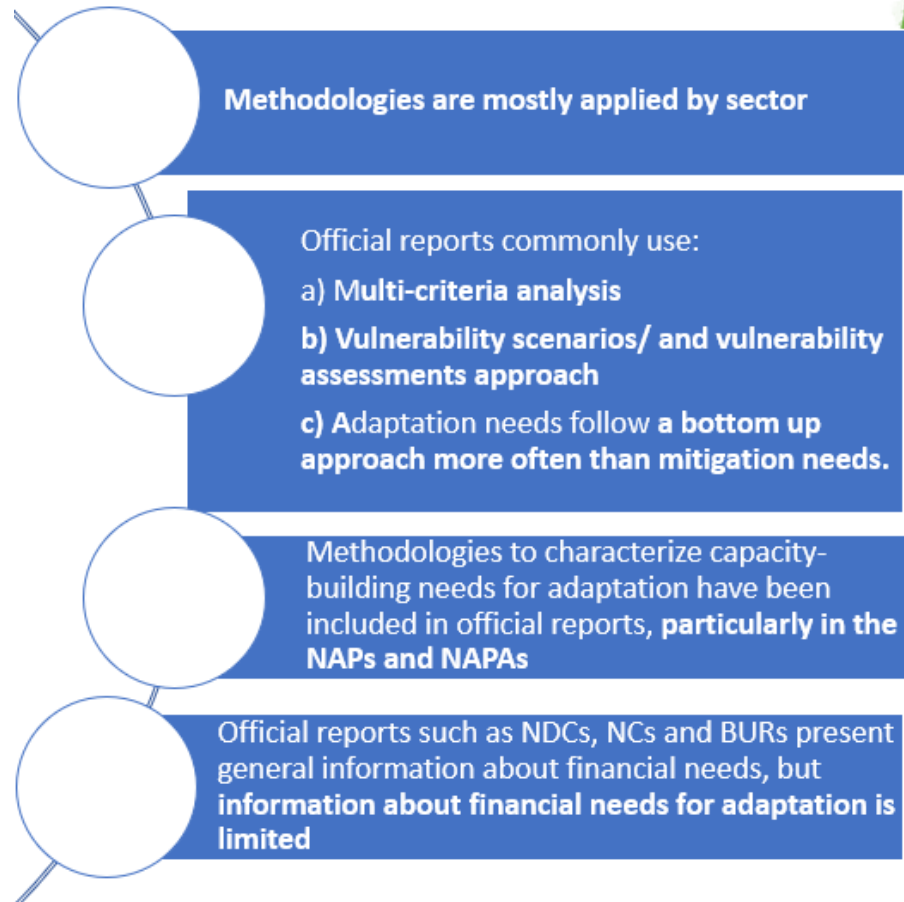 Methodologies are mostly applied by sector
Official reports commonly use:
a) Multi-criteria analysis
b) Vulnerability scenarios/ and vulnerability
assessments approach
c) Adaptation needs follow a bottom up
approach more often than mitigation needs.
Methodologies to characterize capacity-
building needs for adaptation have been
included in official reports, particularly in the
NAPs and NAPAs
Official reports such as NDCs, NCs and BURs present
general information about financial needs, but
information about financial needs for adaptation is
limited